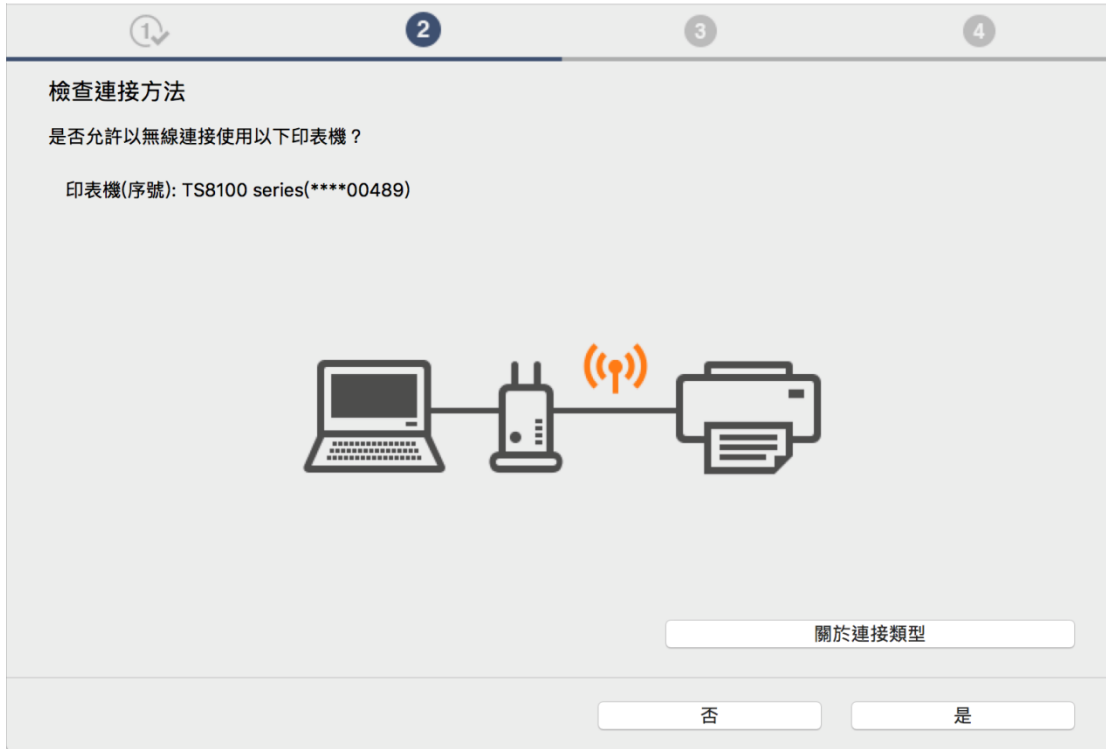 1 2 3 4
檢查連接方法
是否允許以無線連接使用以下印表機？
印表機(序號): TS8100 series(****00489)
關於連接類型
否 是